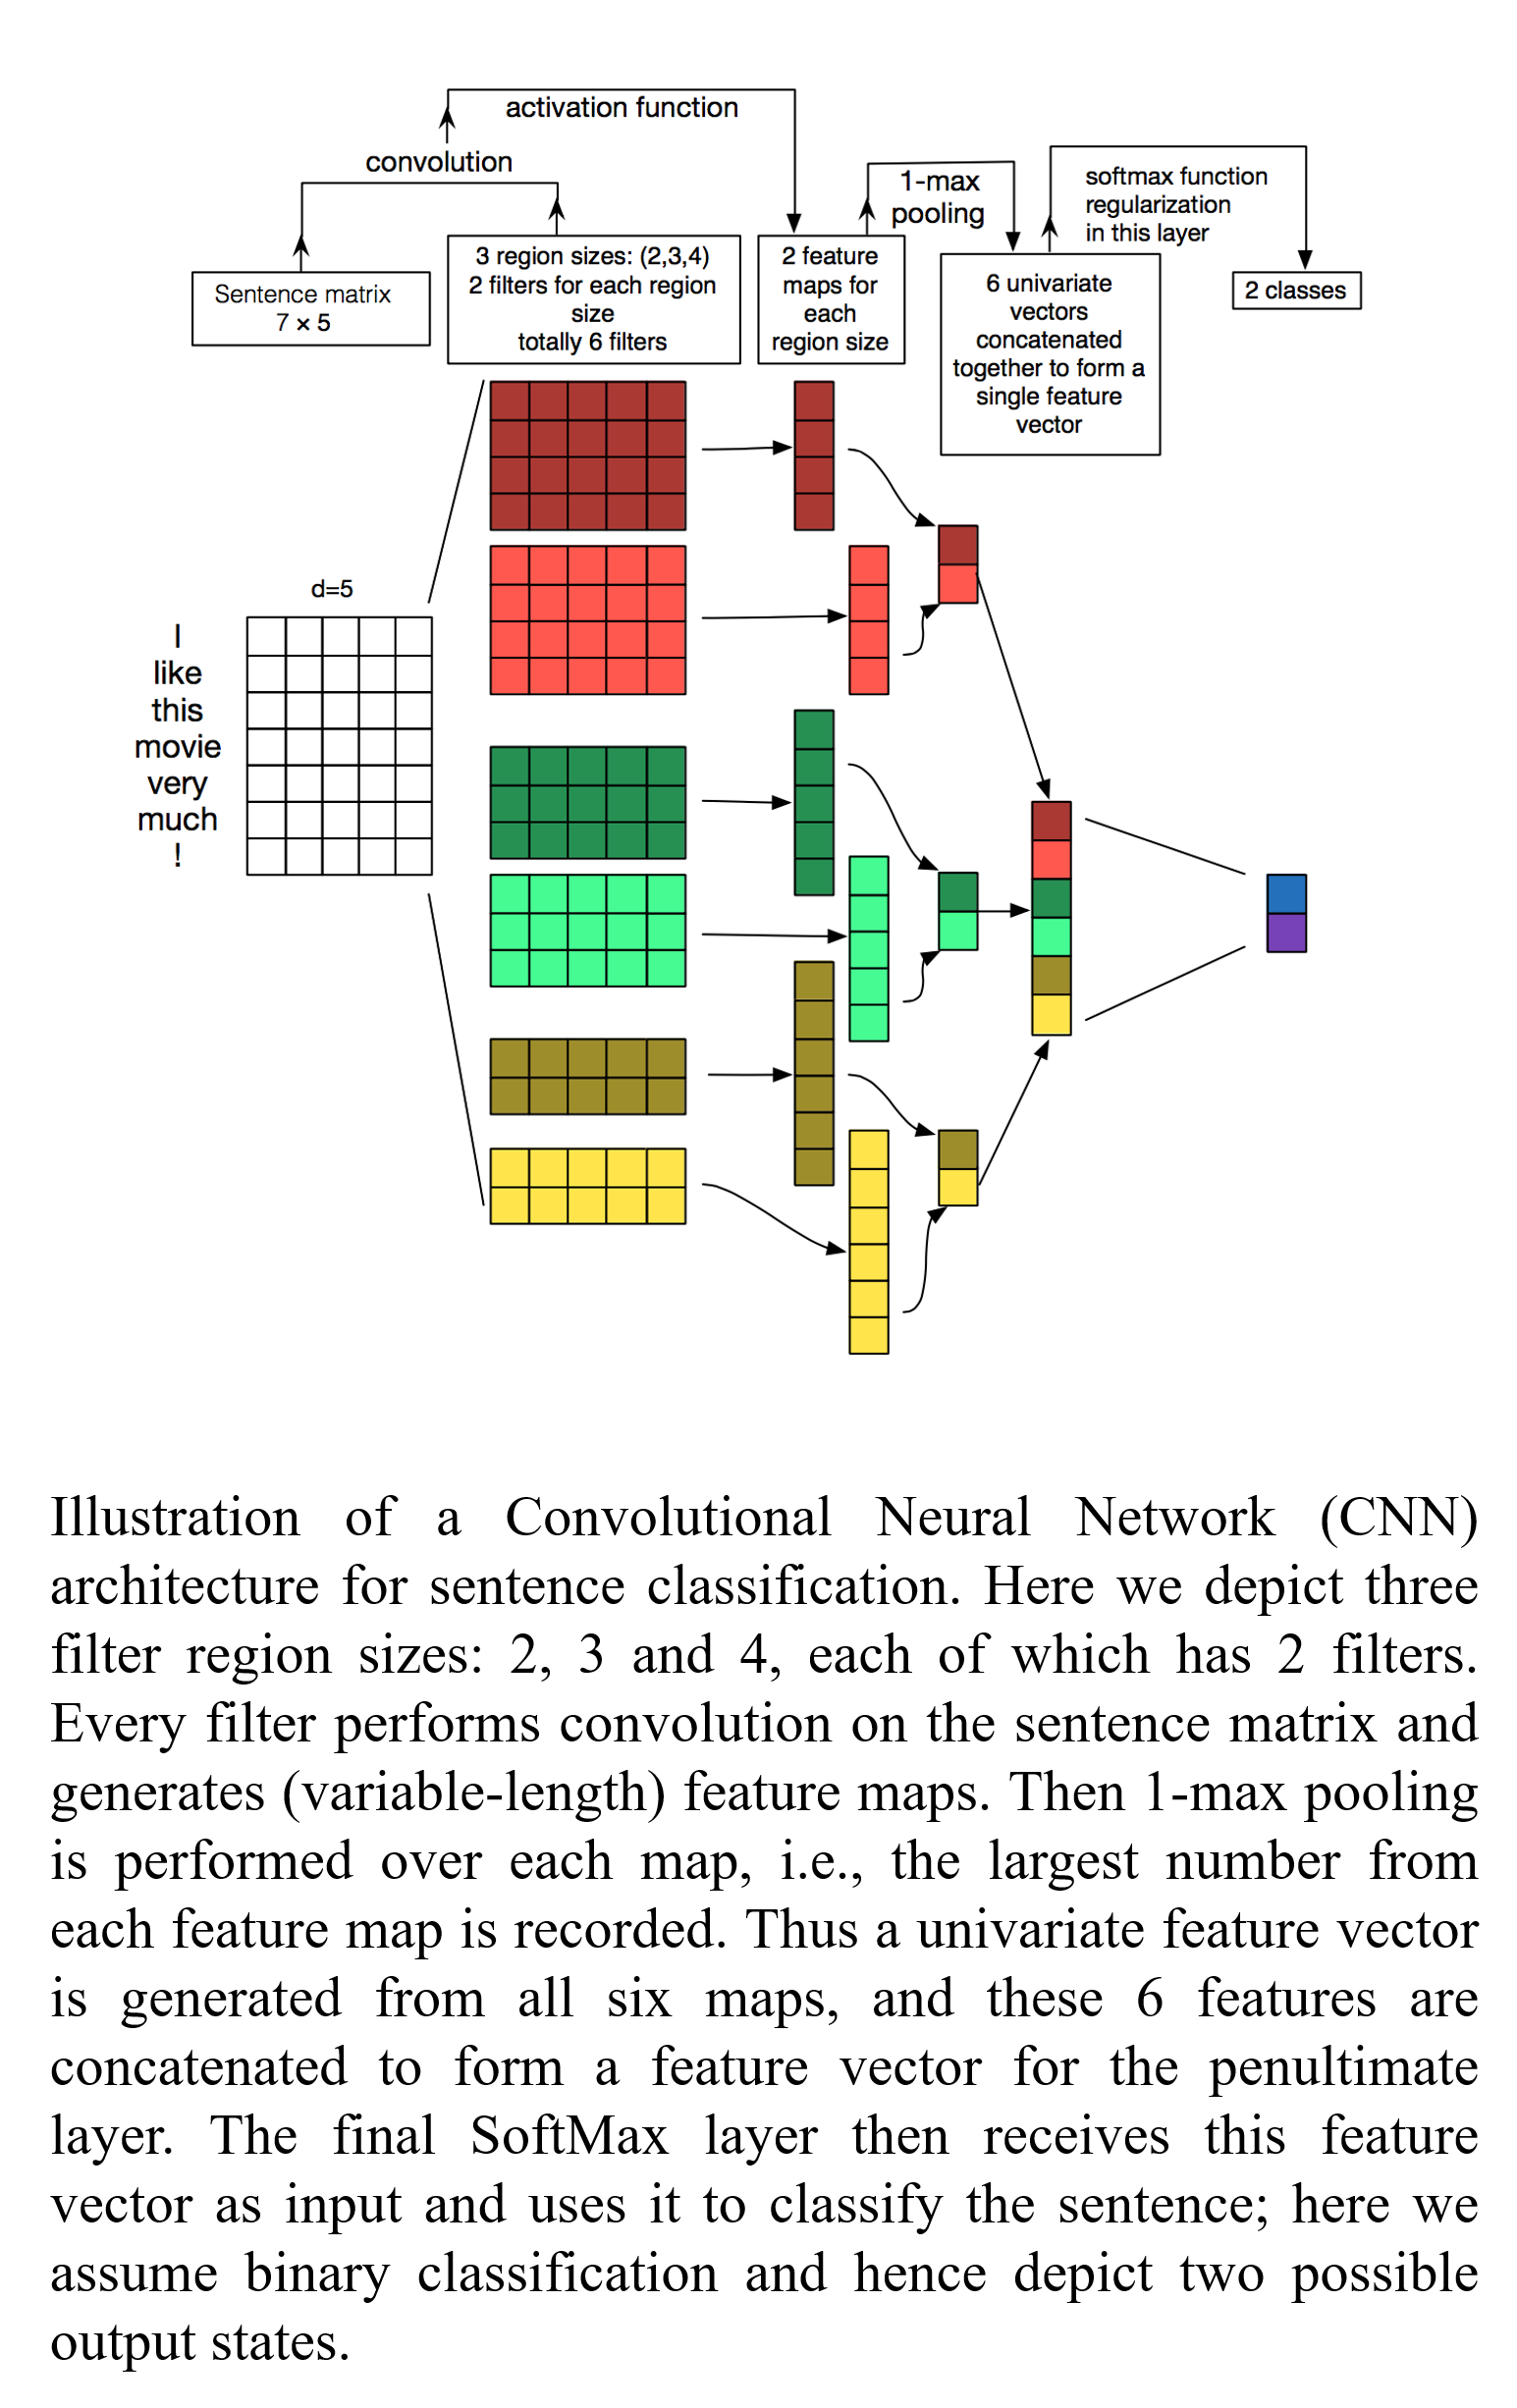 activation function
convolution
1-max
pooling
softmax function
regularization
in this layer
Sentence matrix
7 × 5
3 region sizes: (2,3,4)
2 filters for each region
size
totally 6 filters
2 feature
maps for
each
region size
6 univariate
vectors
concatenated
together to form a
single feature
vector
2 classes
d=5
I
like
this
movie
very
much
!
Illustration of a Convolutional Neural Network (CNN)
architecture for sentence classification. Here we depict three
filter region sizes: 2, 3 and 4, each of which has 2 filters.
Every filter performs convolution on the sentence matrix and
generates (variable-length) feature maps. Then 1-max pooling
is performed over each map, i.e., the largest number from
each feature map is recorded. Thus a univariate feature vector
is generated from all six maps, and these 6 features are
concatenated to form a feature vector for the penultimate
layer. The final SoftMax layer then receives this feature
vector as input and uses it to classify the sentence; here we
assume binary classification and hence depict two possible
output states.